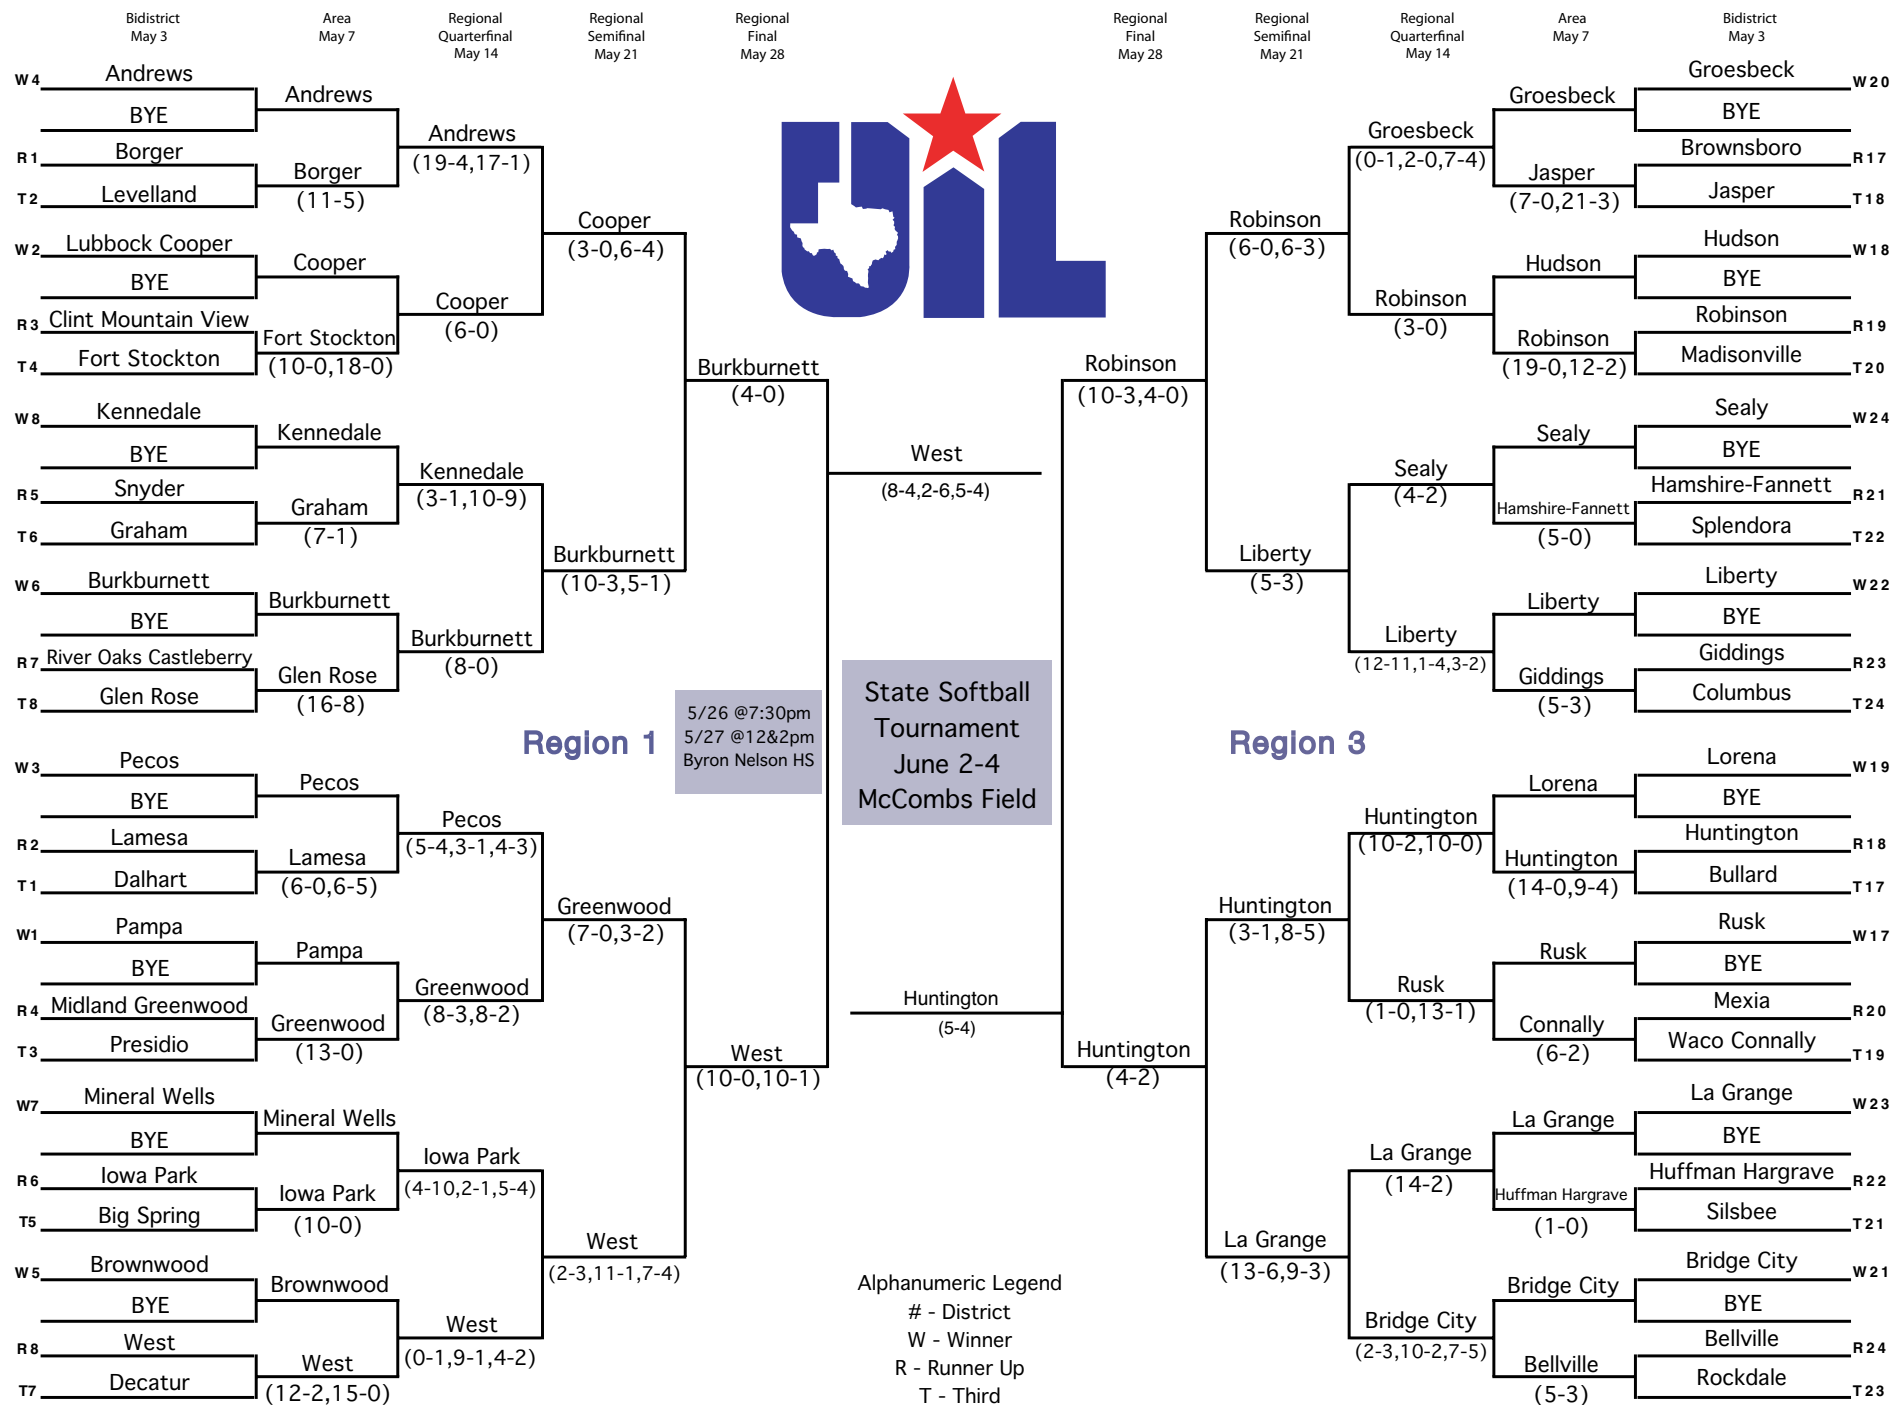 Bidistrict
May 3
Area
May 7
Regional
Quarterfinal
May 14
Regional
Semifinal
May 21
Regional
Final
May 28
Regional
Final
May 28
Regional
Semifinal
May 21
Regional
Quarterfinal
May 14
Area
May 7
Bidistrict
May 3
UIL
W4 Andrews
BYE
R1 Borger
T2 Levelland
W2 Lubbock Cooper
BYE
R3 Clint Mountain View
T4 Fort Stockton
W8 Kennedale
BYE
R5 Snyder
T6 Graham
W6 Burkburnett
BYE
R7 River Oaks Castleberry
T8 Glen Rose
W3 Pecos
BYE
R2 Lamesa
T1 Dalhart
W1 Pampa
BYE
R4 Midland Greenwood
T3 Presidio
W7 Mineral Wells
BYE
R6 Iowa Park
T5 Big Spring
W5 Brownwood
BYE
R8 West
T7 Decatur
Andrews
Borger
(11-5)
Cooper
Fort Stockton
(10-0,18-0)
Kennedale
Graham
(7-1)
Burkburnett
Glen Rose
(16-8)
Pecos
Lamesa
(6-0,6-5)
Pampa
Greenwood
(13-0)
Mineral Wells
Iowa Park
(10-0)
Brownwood
West
(12-2,15-0)
Andrews
(19-4,17-1)
Cooper
(6-0)
Kennedale
(3-1,10-9)
Burkburnett
(8-0)
Pecos
(5-4,3-1,4-3)
Greenwood
(8-3,8-2)
Iowa Park
(4-10,2-1,5-4)
West
(0-1,9-1,4-2)
Cooper
(3-0,6-4)
Burkburnett
(10-3,5-1)
Greenwood
(7-0,3-2)
West
(2-3,11-1,7-4)
Burkburnett
(4-0)
West
(10-0,10-1)
Region 1
5/26 @7:30pm
5/27 @12&2pm
Byron Nelson HS
West
(8-4,2-6,5-4)
State Softball
Tournament
June 2-4
McCombs Field
Huntington
(5-4)
Alphanumeric Legend
# - District
W - Winner
R - Runner Up
T - Third
Robinson
(10-3,4-0)
Huntington
(4-2)
Region 3
Robinson
(6-0,6-3)
Liberty
(5-3)
Huntington
(3-1,8-5)
La Grange
(13-6,9-3)
Groesbeck
(0-1,2-0,7-4)
Robinson
(3-0)
Sealy
(4-2)
Liberty
(12-11,1-4,3-2)
Huntington
(10-2,10-0)
Rusk
(1-0,13-1)
La Grange
(14-2)
Bridge City
(2-3,10-2,7-5)
Groesbeck
Jasper
(7-0,21-3)
Hudson
Robinson
(19-0,12-2)
Sealy
Hamshire-Fannett
(5-0)
Liberty
Giddings
(5-3)
Lorena
Huntington
(14-0,9-4)
Rusk
Connally
(6-2)
La Grange
Huffman Hargrave
(1-0)
Bridge City
Bellville
(5-3)
Groesbeck W20
BYE
Brownsboro R17
Jasper T18
Hudson W18
BYE
Robinson R19
Madisonville T20
Sealy W24
BYE
Hamshire-Fannett R21
Splendora T22
Liberty W22
BYE
Giddings R23
Columbus T24
Lorena W19
BYE
Huntington R18
Bullard T17
Rusk W17
BYE
Mexia R20
Waco Connally T19
La Grange W23
BYE
Huffman Hargrave R22
Silsbee T21
Bridge City W21
BYE
Bellville R24
Rockdale T23